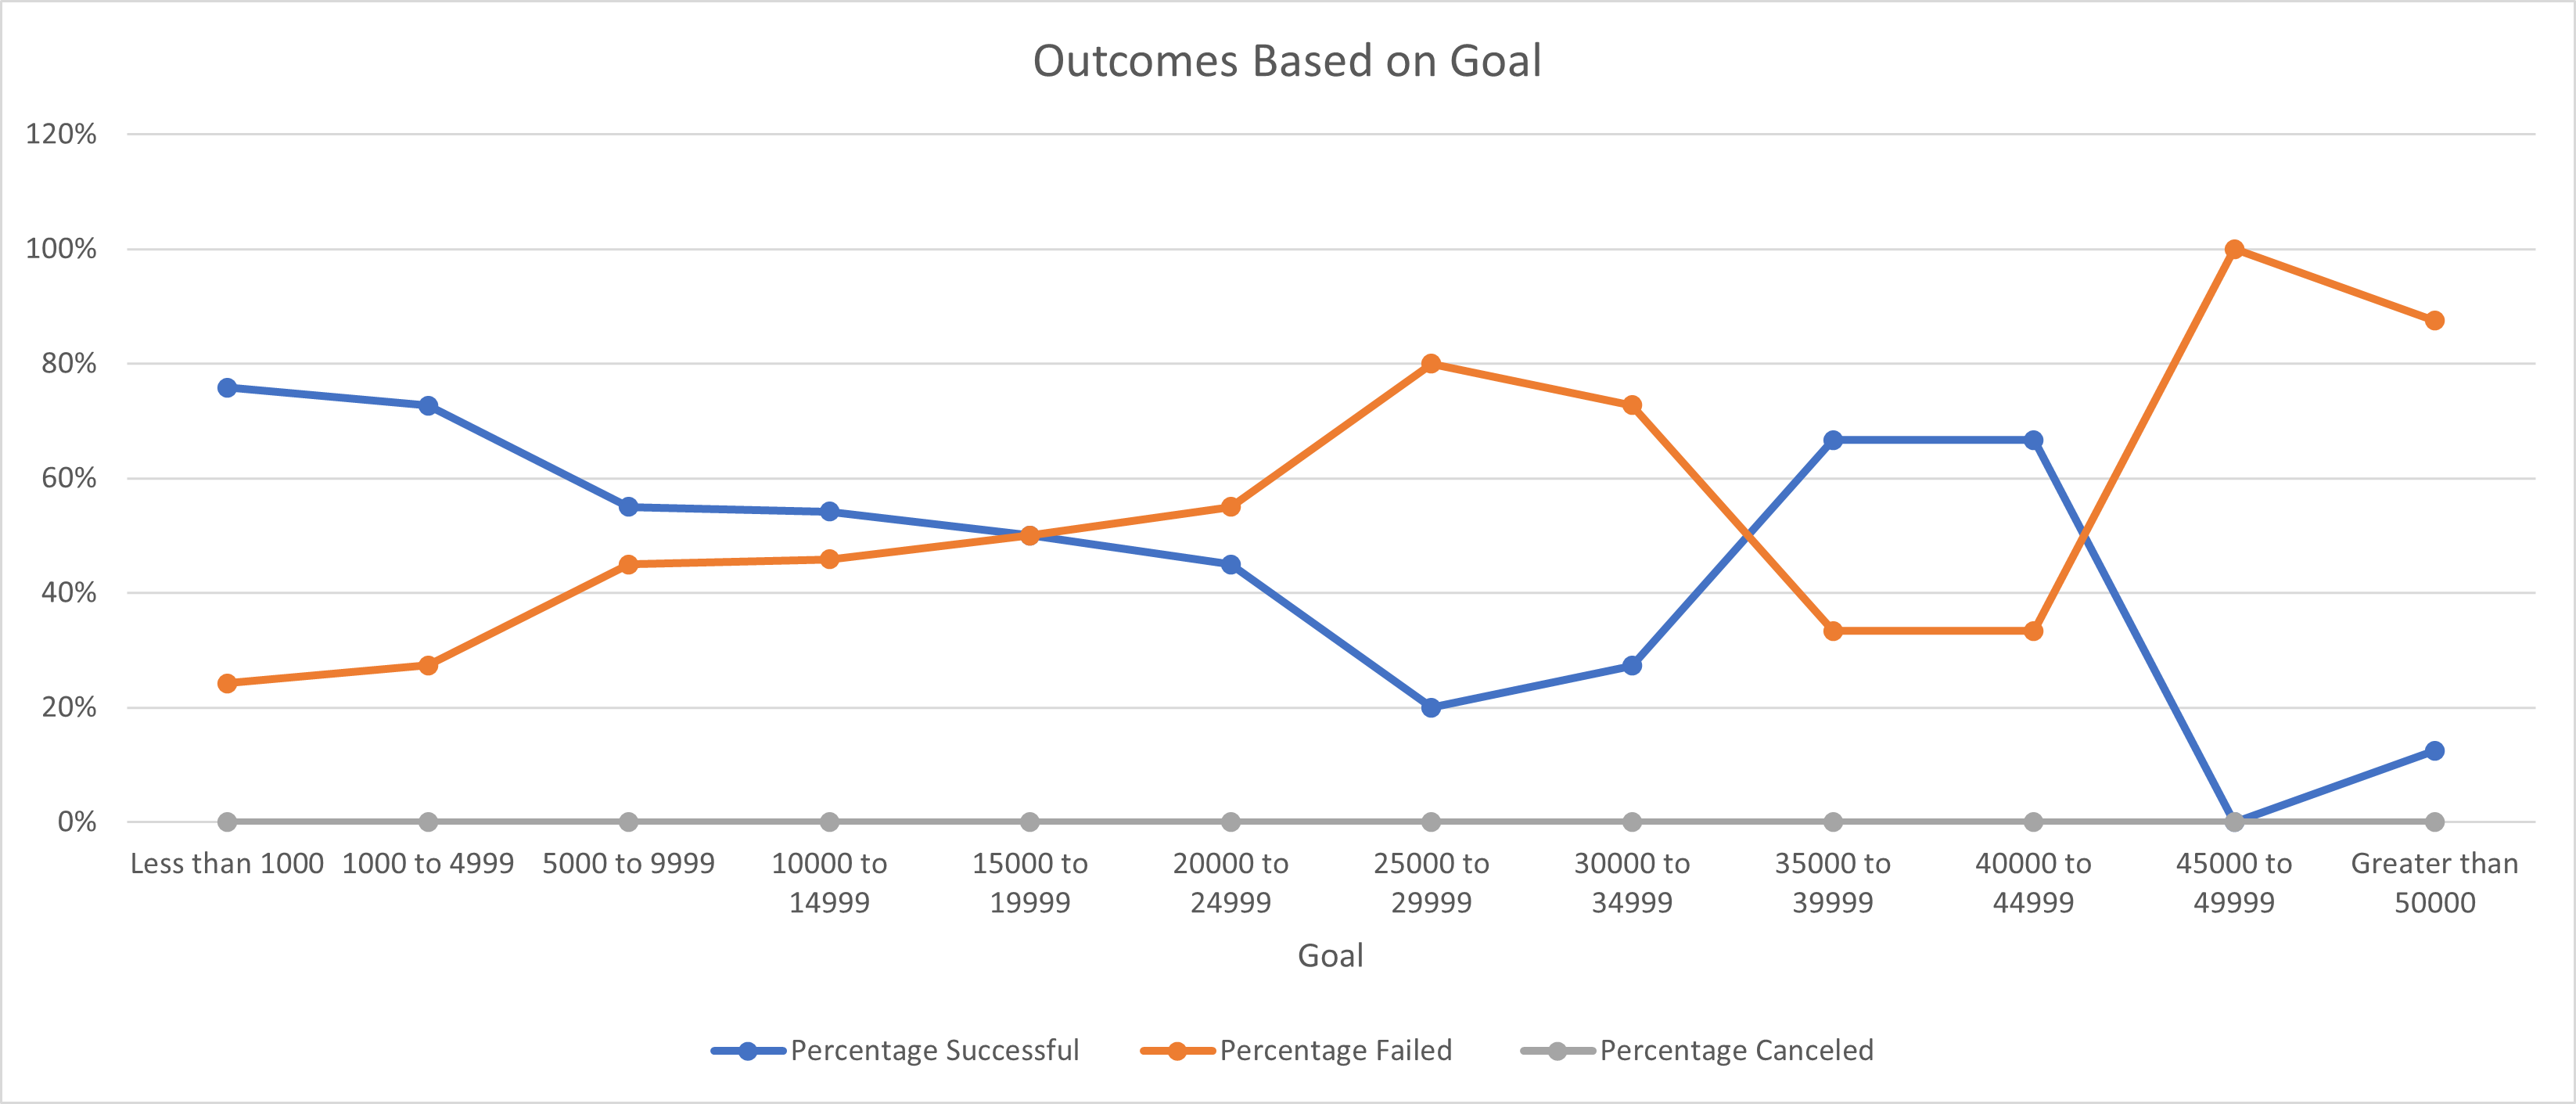 Outcomes Based on Goal
120%
100%
80%
60%
40%
20%
0%
Less than 1000
1000 to 4999
5000 to 9999
10000 to
14999
15000 to
19999
20000 to
24999
25000 to
29999
30000 to
34999
35000 to
39999
40000 to
44999
45000 to
49999
Greater than
50000
Goal
Percentage Successful
Percentage Failed
Percentage Canceled